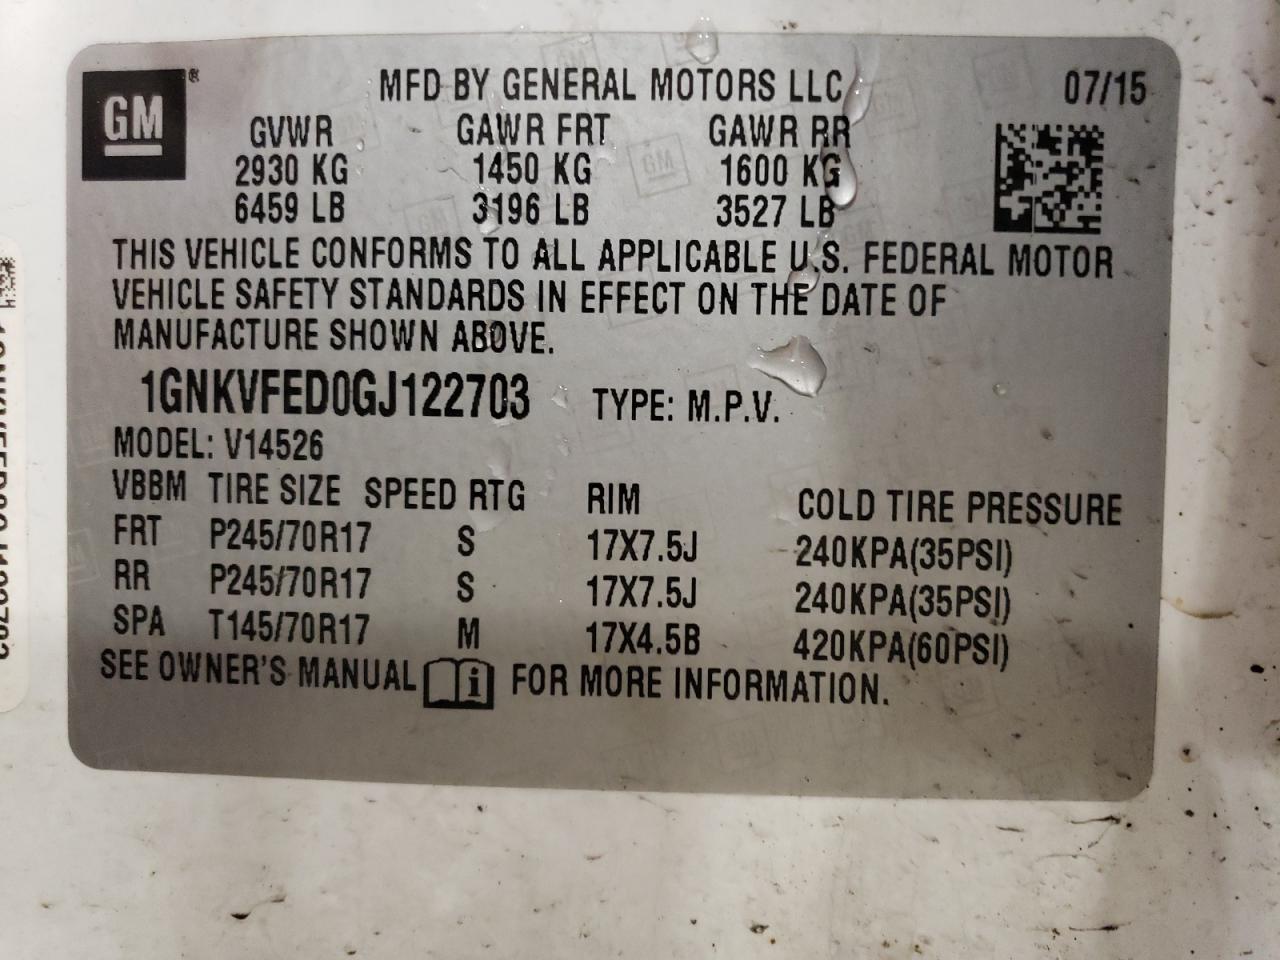 GM ®
MFD BY GENERAL MOTORS LLC 07/15
GVWR GAWR FRT GAWR RR
2930 KG 1450 KG 1600 KG
6459 LB 3196 LB 3527 LB
THIS VEHICLE CONFORMS TO ALL APPLICABLE U.S. FEDERAL MOTOR
VEHICLE SAFETY STANDARDS IN EFFECT ON THE DATE OF
MANUFACTURE SHOWN ABOVE.
1GNKVFED0GJ122703 TYPE: M.P.V.
MODEL: V14526
VBBM TIRE SIZE SPEED RTG RIM COLD TIRE PRESSURE
FRT P245/70R17 S 17X7.5J 240KPA(35PSI)
RR P245/70R17 S 17X7.5J 240KPA(35PSI)
SPA T145/70R17 M 17X4.5B 420KPA(60PSI)
SEE OWNER'S MANUAL i FOR MORE INFORMATION.